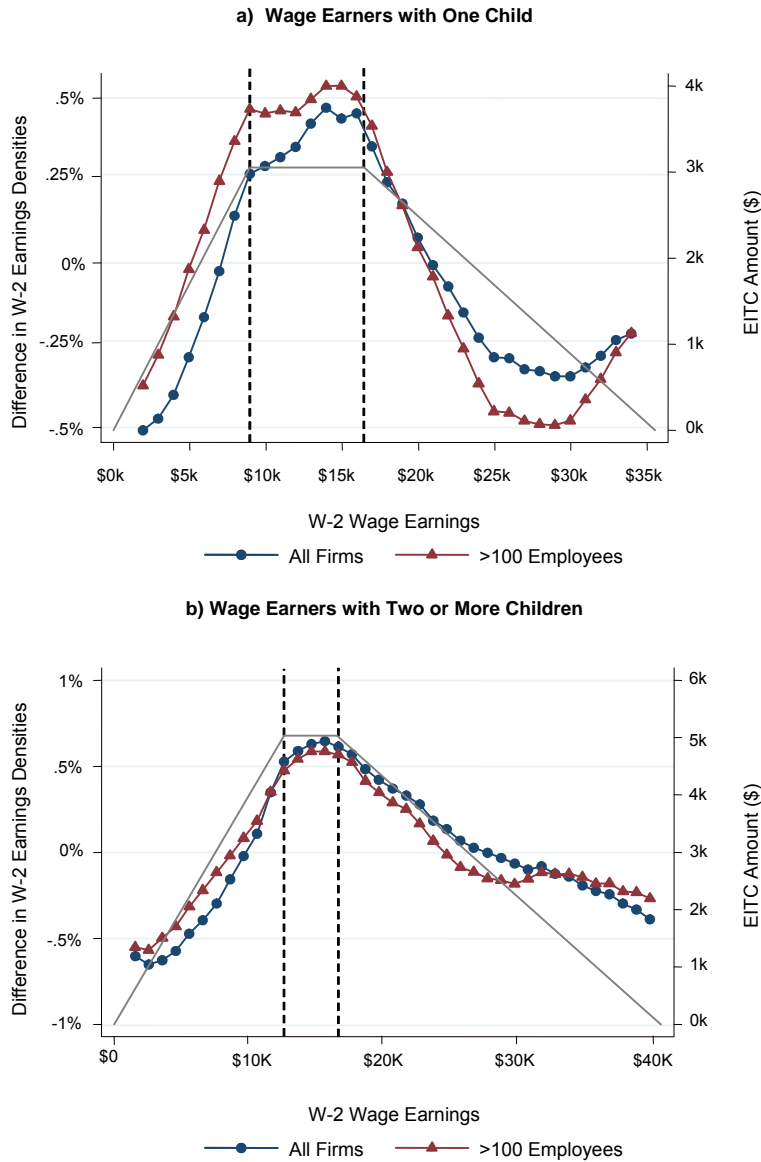 a) Wage Earners with One Child
Difference in W-2 Earnings Densities
.5%
.25%
0%
-.25%
-.5%
4k
3k
2k
1k
0k
EITC Amount ($)
$0k $5k $10k $15k $20k $25k $30k $35k
W-2 Wage Earnings
All Firms >100 Employees
b) Wage Earners with Two or More Children
Difference in W-2 Earnings Densities
1%
.5%
0%
-.5%
-1%
6k
5k
4k
3k
2k
1k
0k
EITC Amount ($)
$0 $10K $20K $30K $40K
W-2 Wage Earnings
All Firms >100 Employees